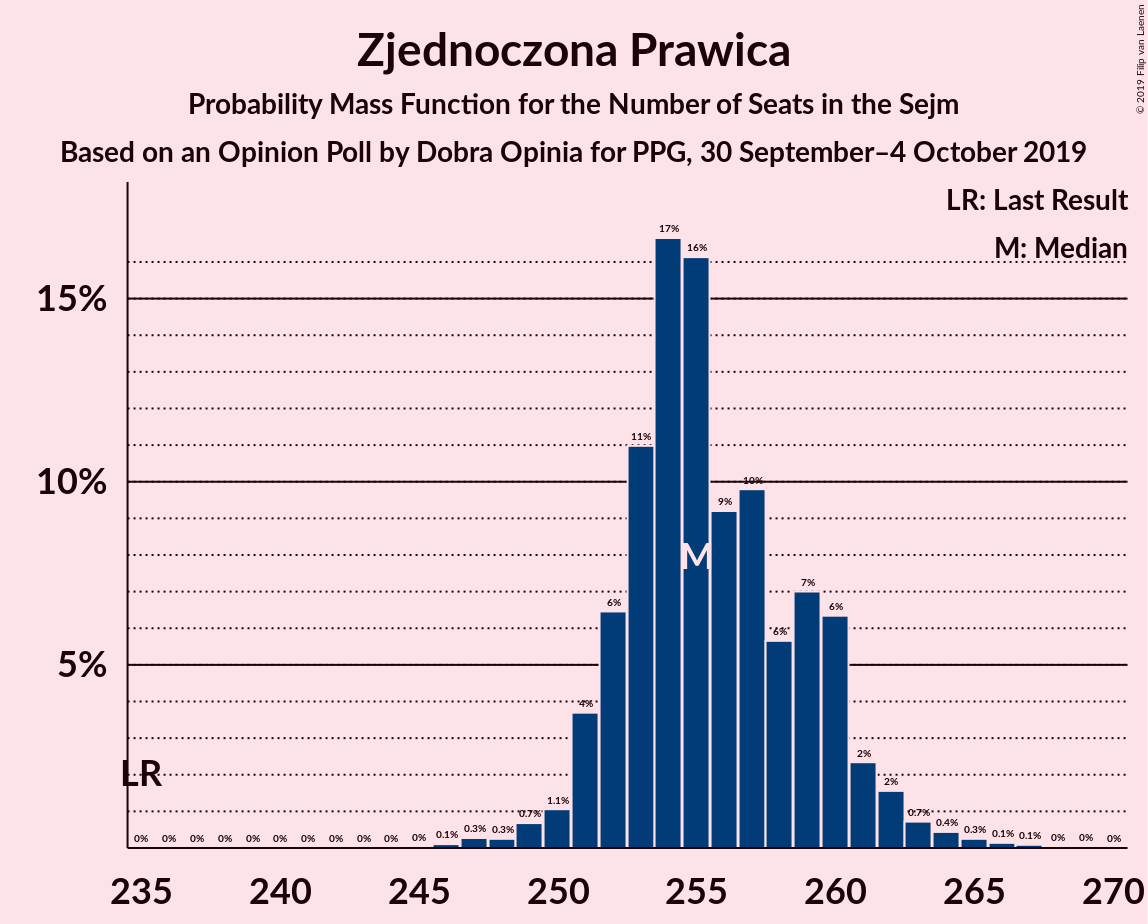 Zjednoczona Prawica
Probability Mass Function for the Number of Seats in the Sejm
Based on an Opinion Poll by Dobra Opinia for PPG, 30 September–4 October 2019
© 2019 Filip van Laenen
LR: Last Result
M: Median
15%
10%
5%
LR
M
0% 0% 0% 0% 0% 0% 0% 0% 0% 0% 0% 0.1% 0.3% 0.3% 0.7% 1.1% 4% 6% 11% 17% 16% 9% 10% 6% 7% 6% 2% 2% 0.7% 0.4% 0.3% 0.1% 0.1% 0% 0% 0%
235 240 245 250 255 260 265 270